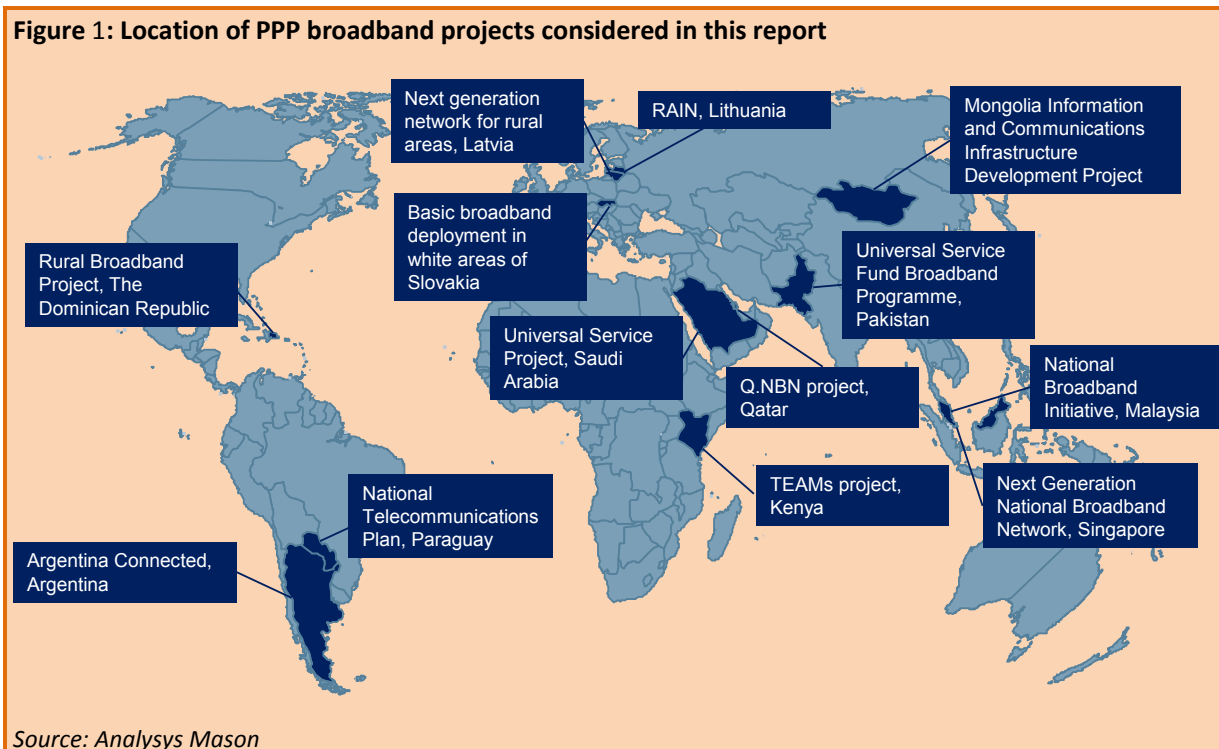 Figure 1: Location of PPP broadband projects considered in this report
Next generation
network for rural
areas, Latvia
RAIN, Lithuania
Mongolia Information
and Communications
Infrastructure
Development Project
Basic broadband
deployment in
white areas of
Slovakia
Rural Broadband
Project, The
Dominican Republic
Universal Service
Fund Broadband
Programme,
Pakistan
Universal Service
Project, Saudi
Arabia
Q.NBN project,
Qatar
National
Broadband
Initiative, Malaysia
TEAMs project,
Kenya
Next Generation
National Broadband
Network, Singapore
National
Telecommunications
Plan, Paraguay
Argentina Connected,
Argentina
Source: Analysys Mason